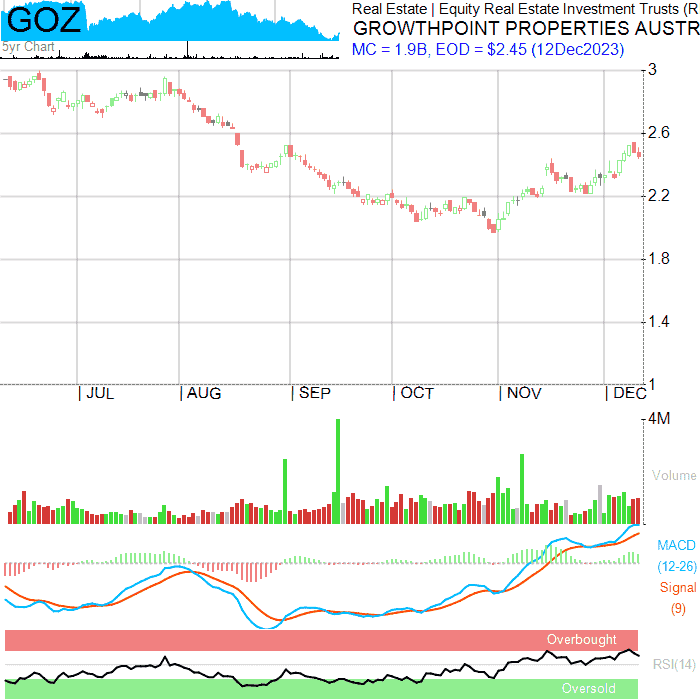 GOZ
5yr Chart
Real Estate | Equity Real Estate Investment Trusts (R
GROWTHPOINT PROPERTIES AUSTR
MC = 1.9B, EOD = $2.45 (12Dec2023)
3
2.6
2.2
1.8
1.4
1
| JUL | AUG | SEP | OCT | NOV | DEC
4M
Volume
MACD
(12-26)
Signal
(9)
Overbought
RSI(14)
Oversold